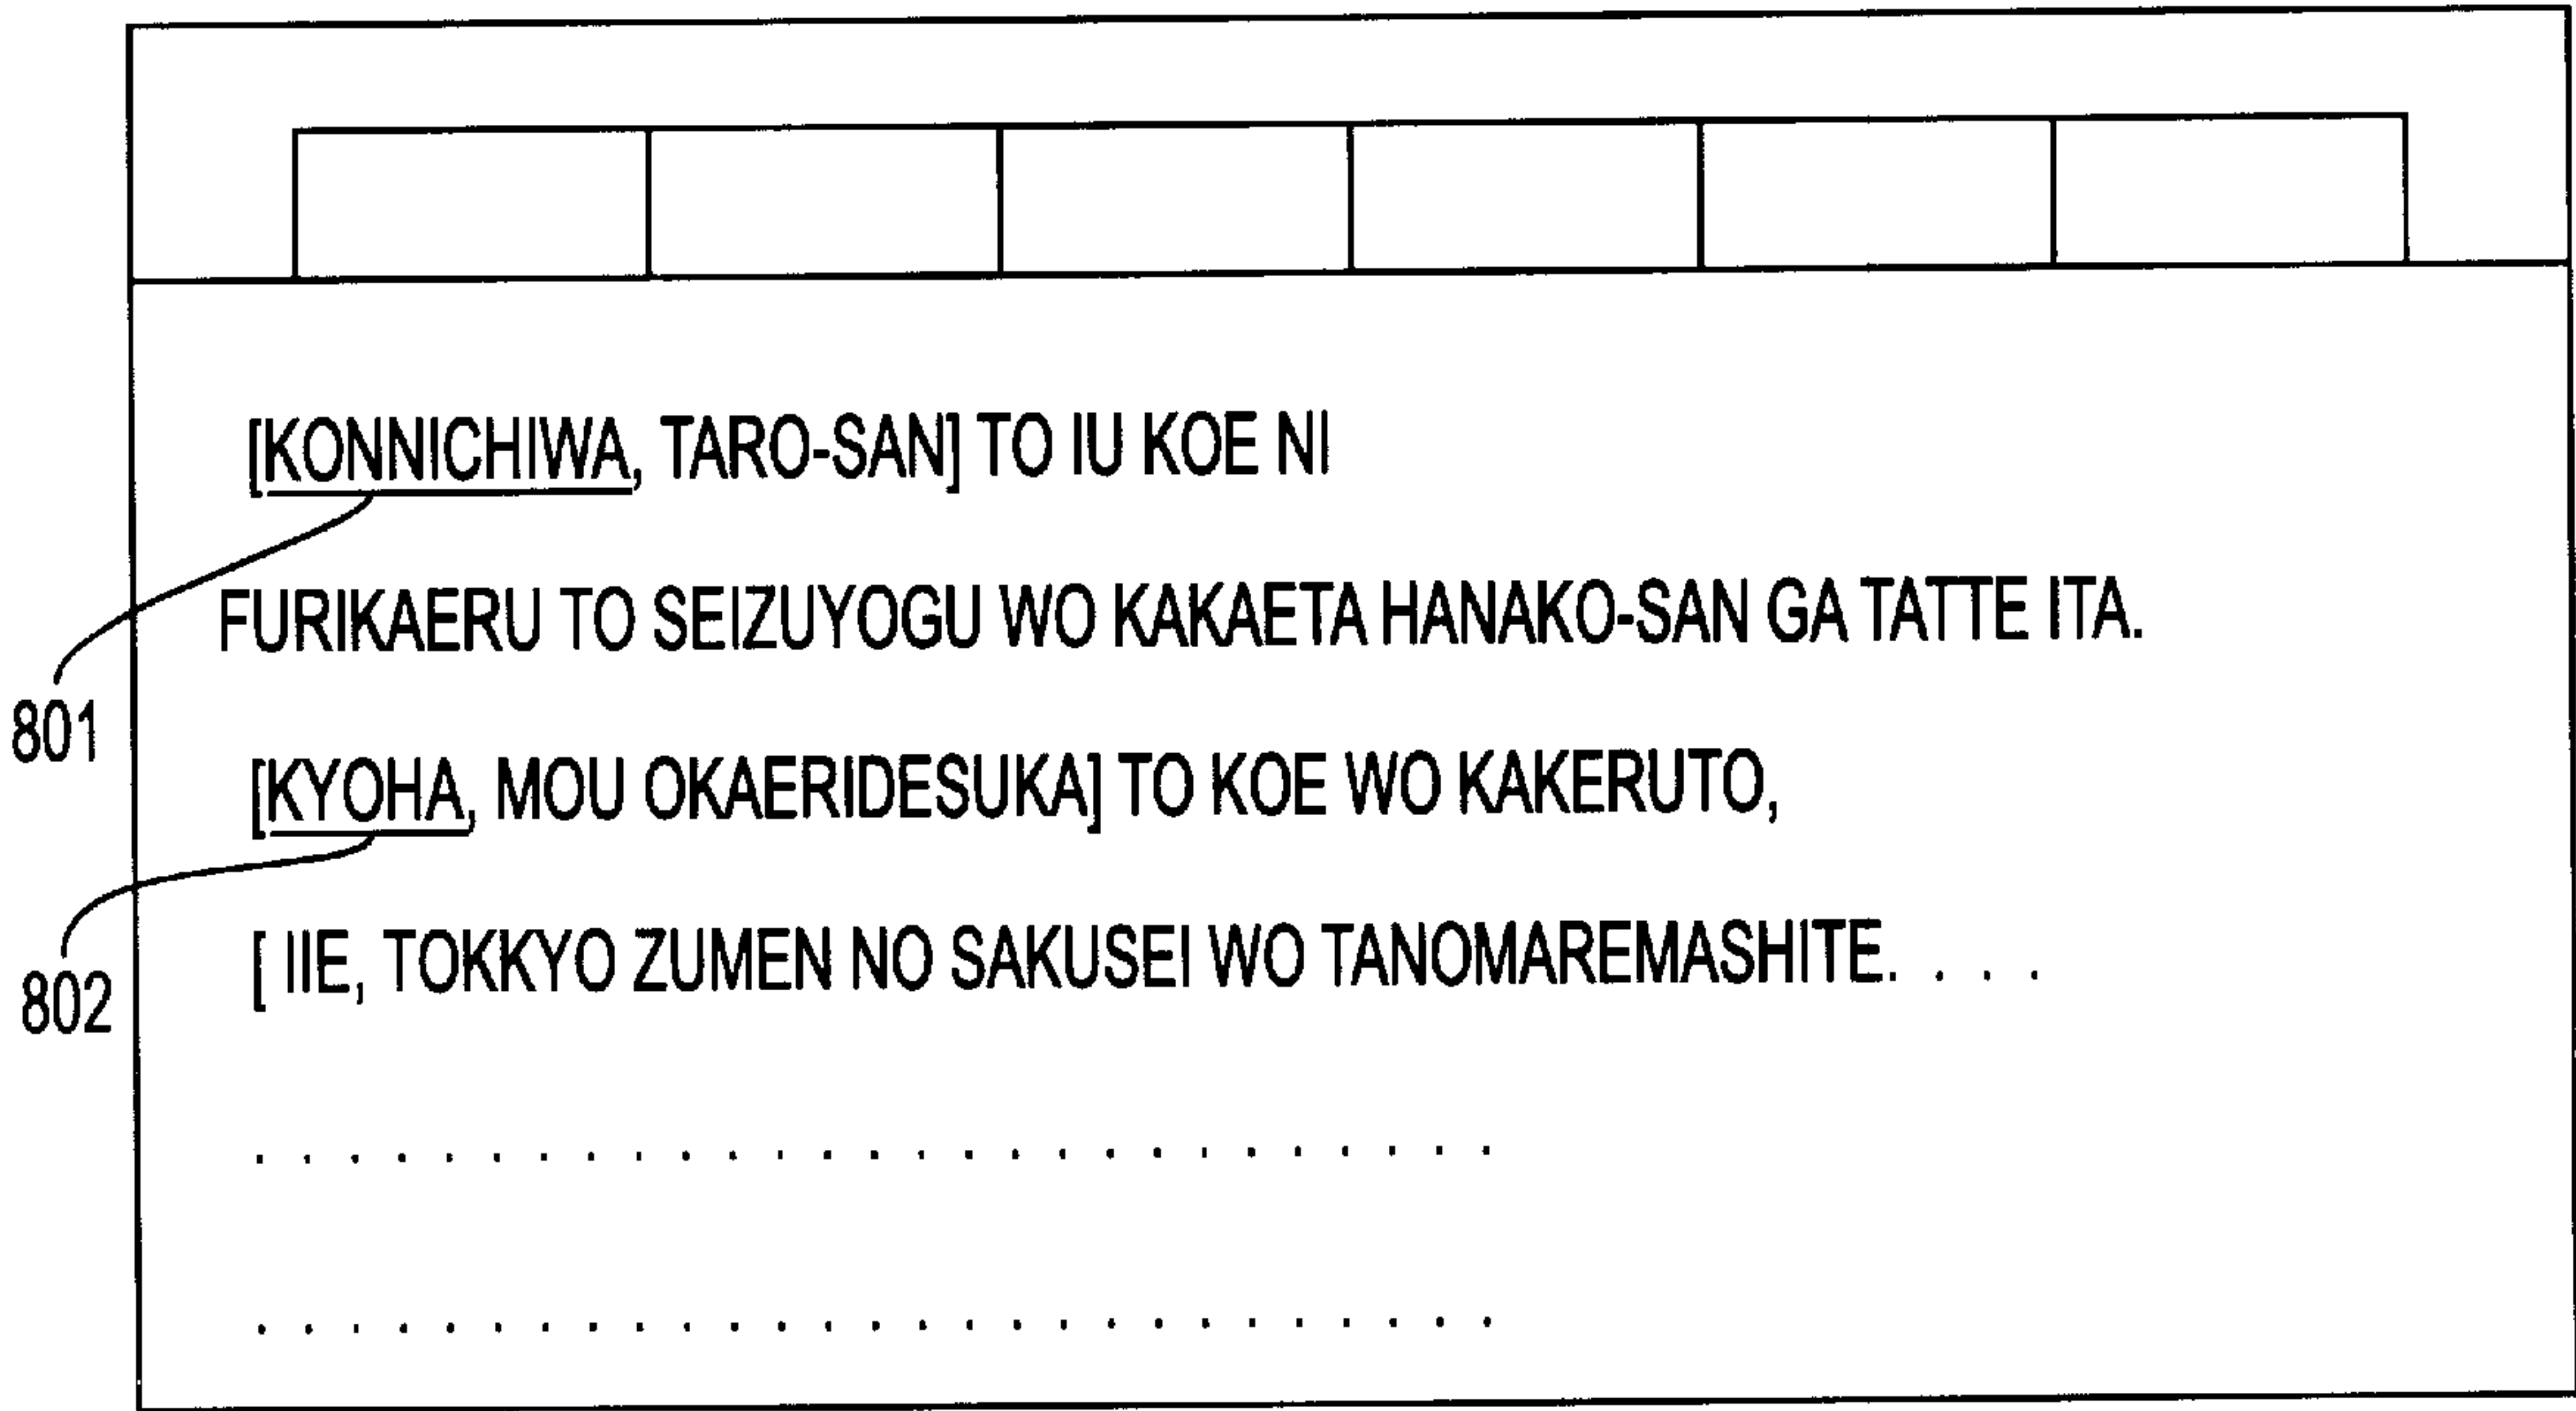 [KONNICHIWA, TARO-SAN] TO IU KOE NI
FURIKAERU TO SEIZUYOGU WO KAKAETA HANAKO-SAN GA TATTE ITA.
801
[KYOHA, MOU OKAERIDESUKA] TO KOE WO KAKERUTO,
[ IIE, TOKKYO ZUMEN NO SAKUSEI WO TANOMAREMASHITE. . . .
802
. . . . . . . . . . . . . . . . . . . . . . . . . . .
. . . . . . . . . . . . . . . . . . . . . . . . . . .